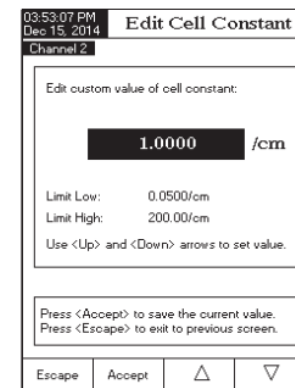 03:53:07 PM
Dec 15, 2014
Edit Cell Constant
Channel 2
Edit custom value of cell constant:
1.0000 /cm
Limit Low: 0.0500/cm
Limit High: 200.00/cm
Use <Up> and <Down> arrows to set value.
Press <Accept> to save the current value.
Press <Escape> to exit to previous screen.
Escape Accept △ ▽